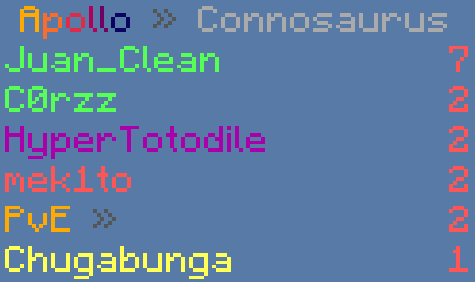 Apollo » Connosaurus
Juan_Clean 7
C0rzz 2
HyperTotodile 2
mek1to 2
PvE » 2
Chugabunga 1